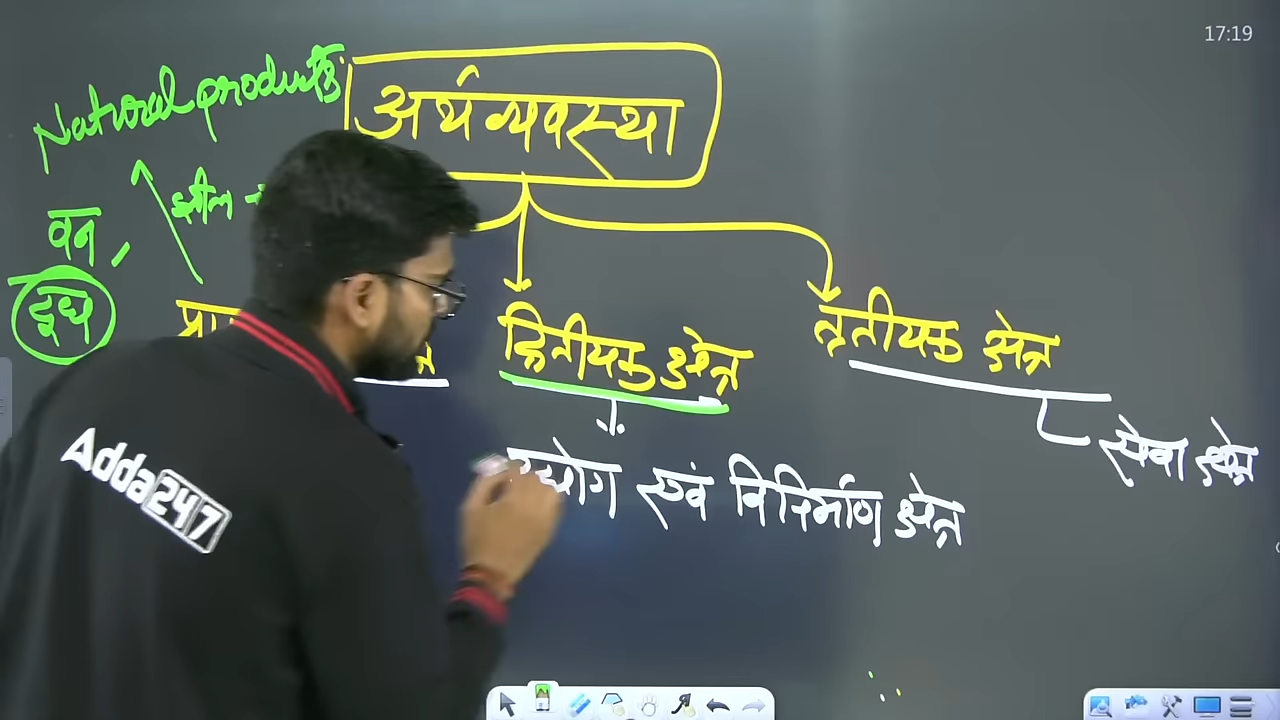 17:19
Natural products
अर्थव्यवस्था
झील
वन,
दूध
द्वितीयक क्षेत्र
तृतीयक क्षेत्र
सेवा क्षेत्र
उद्योग एवं विनिर्माण क्षेत्र
Adda247